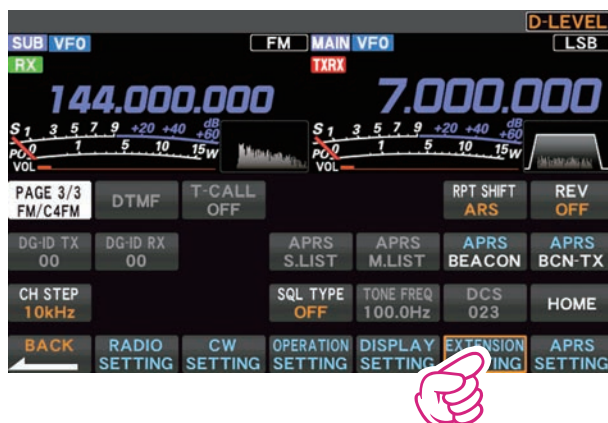 D-LEVEL
SUB VFO FM MAIN VFO LSB
RX TXRX
144.000.000 7.000.000
S 1 3 5 7 9 +20 +40 +60 dB S 1 3 5 7 9 +20 +40 +60 dB
PO 0 1 5 10 15 W PO 0 1 5 10 15 W
VOL VOL
PAGE 3/3 DTMF T-CALL RPT SHIFT REV
FM/C4FM OFF ARS OFF
DG-ID TX DG-ID RX APRS APRS APRS APRS
00 00 S.LIST M.LIST BEACON BCN-TX
CH STEP SQL TYPE TONE FREQ DCS HOME
10kHz OFF 100.0Hz 023
BACK RADIO CW OPERATION DISPLAY EXTENSION APRS
SETTING SETTING SETTING SETTING SETTING